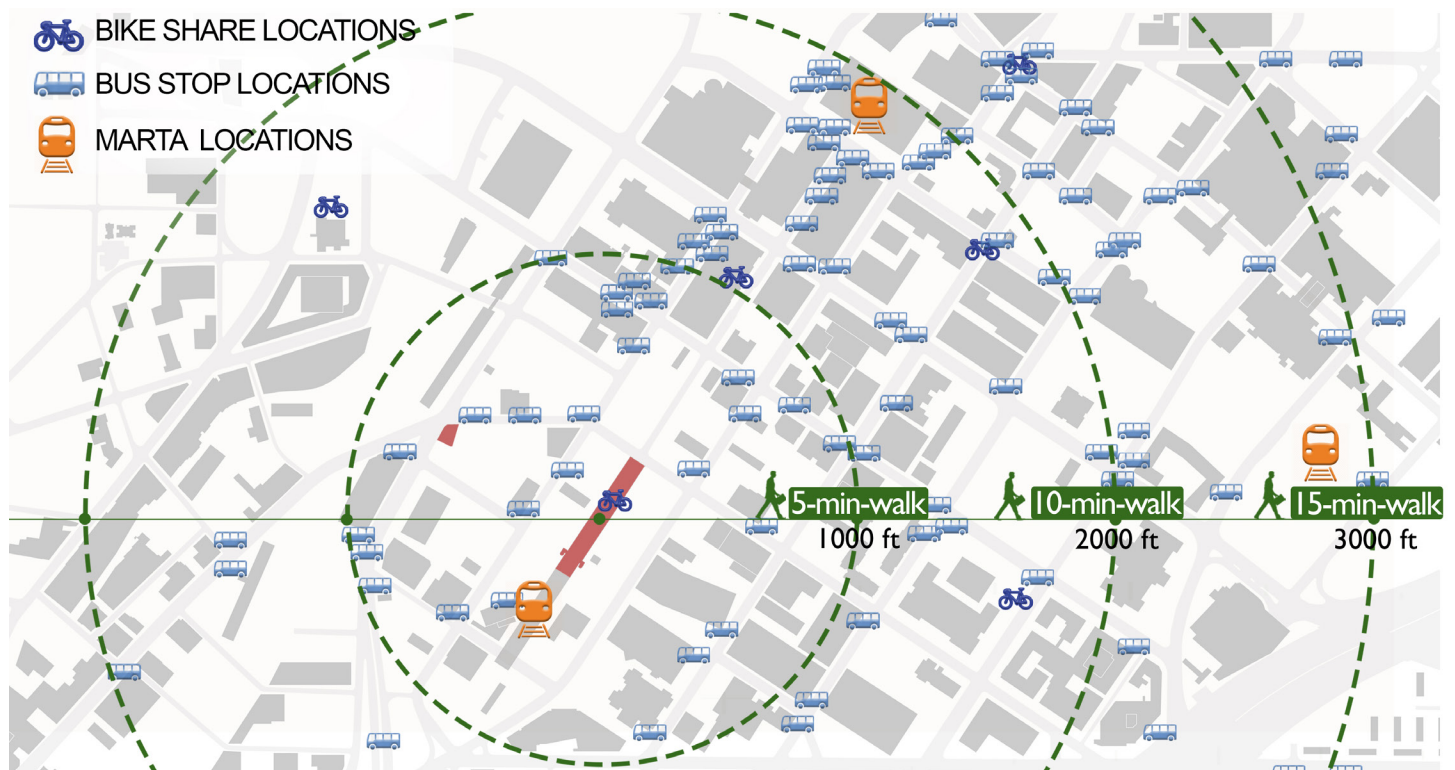 BIKE SHARE LOCATIONS
BUS STOP LOCATIONS
MARTA LOCATIONS
5-min-walk
10-min-walk
15-min-walk
1000 ft
2000 ft
3000 ft